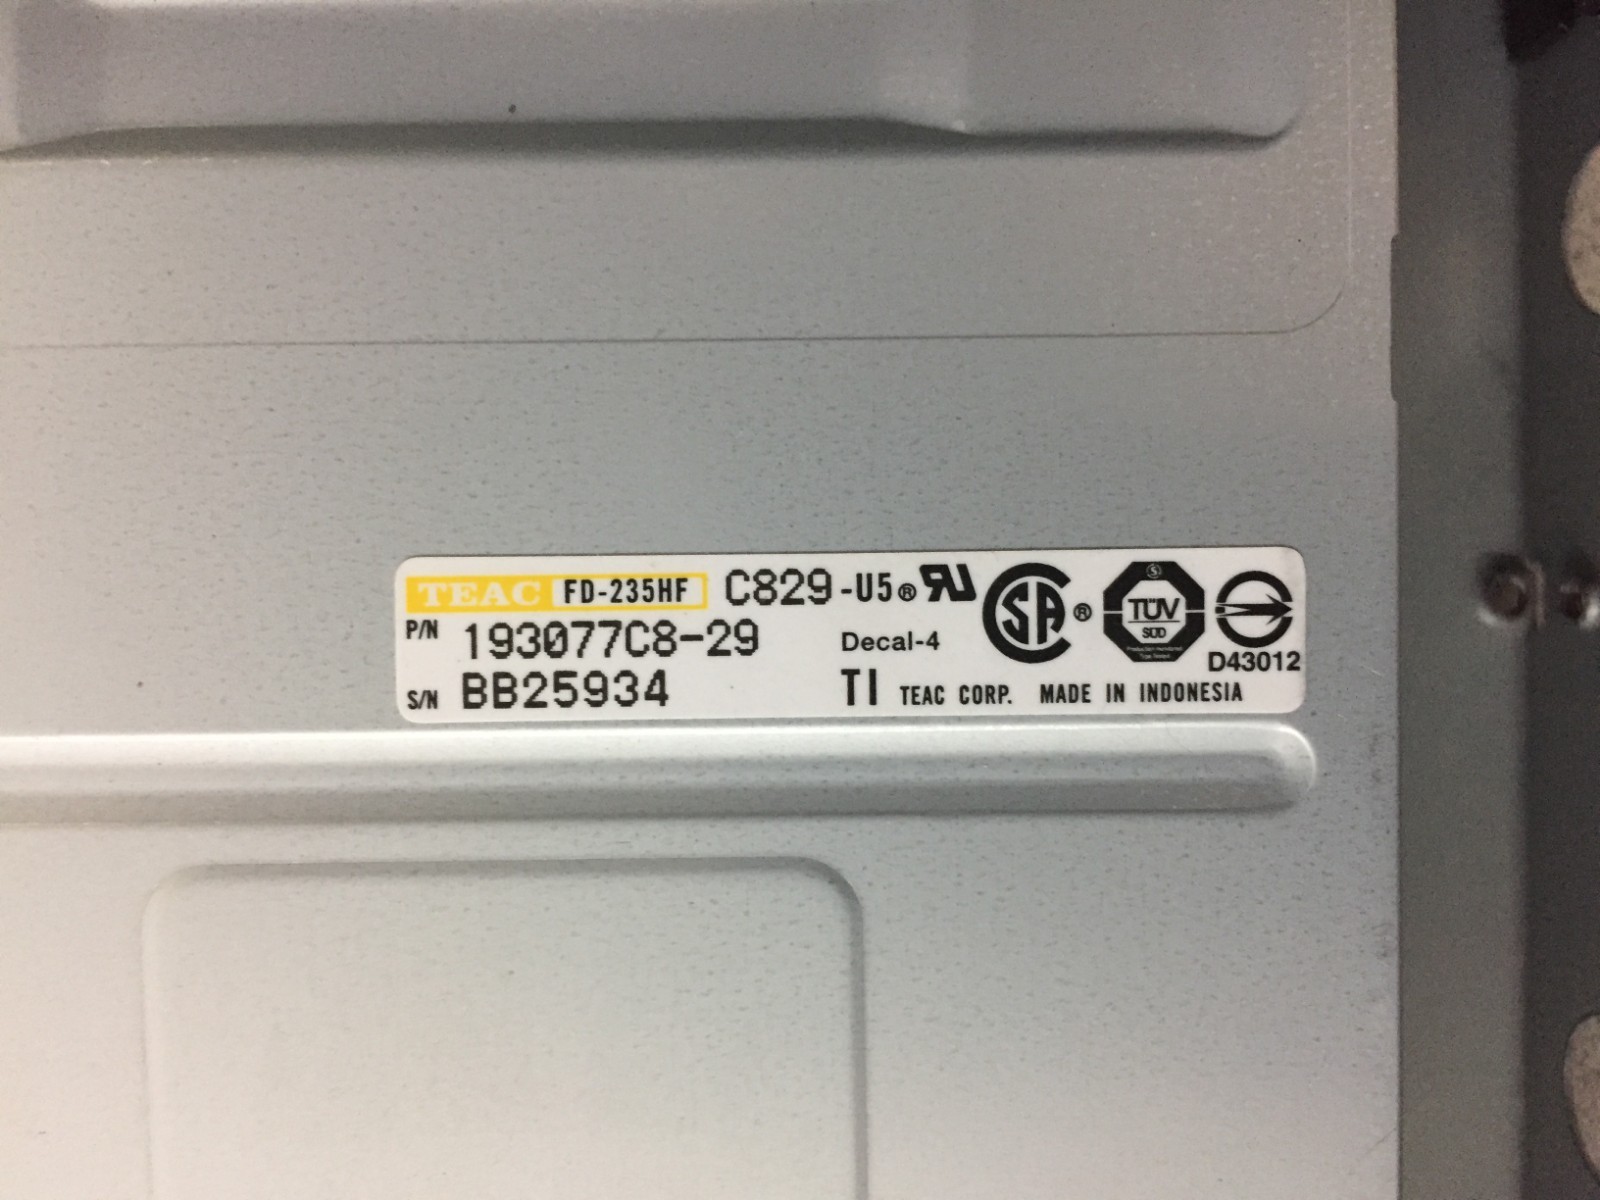 TEAC FD-235HF C829-U5®
P/N 193077C8-29 Decal-4
S/N BB25934 TI TEAC CORP. MADE IN INDONESIA
SA ®
S
TÜV
SÜD
D43012